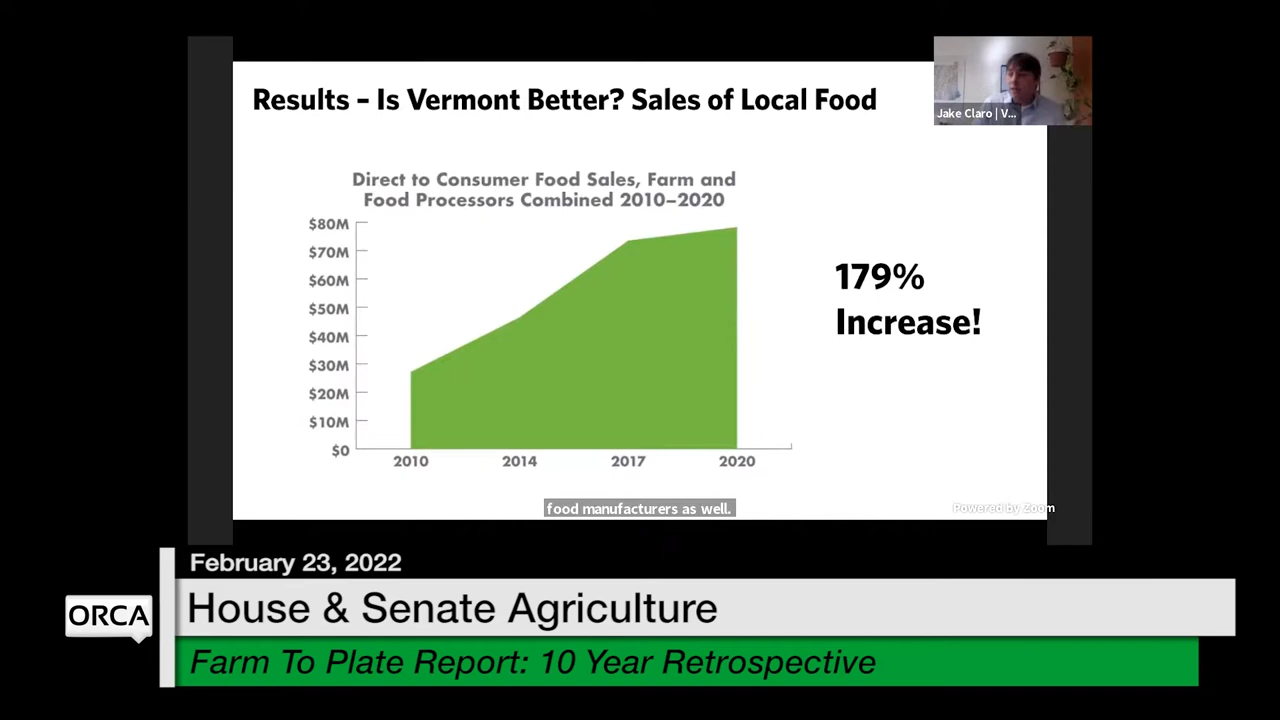 Results – Is Vermont Better? Sales of Local Food
Jake Claro | V...
Direct to Consumer Food Sales, Farm and
Food Processors Combined 2010–2020
$80M
$70M
$60M
$50M
$40M
$30M
$20M
$10M
$0
2010 2014 2017 2020
179%
Increase!
food manufacturers as well.
Powered by Zoom
February 23, 2022
ORCA
House & Senate Agriculture
Farm To Plate Report: 10 Year Retrospective